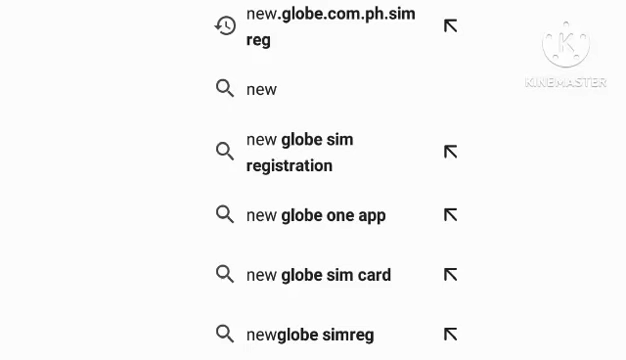 new.globe.com.ph.sim
reg
K
KINEMASTER
new
new globe sim
registration
new globe one app
new globe sim card
newglobe simreg